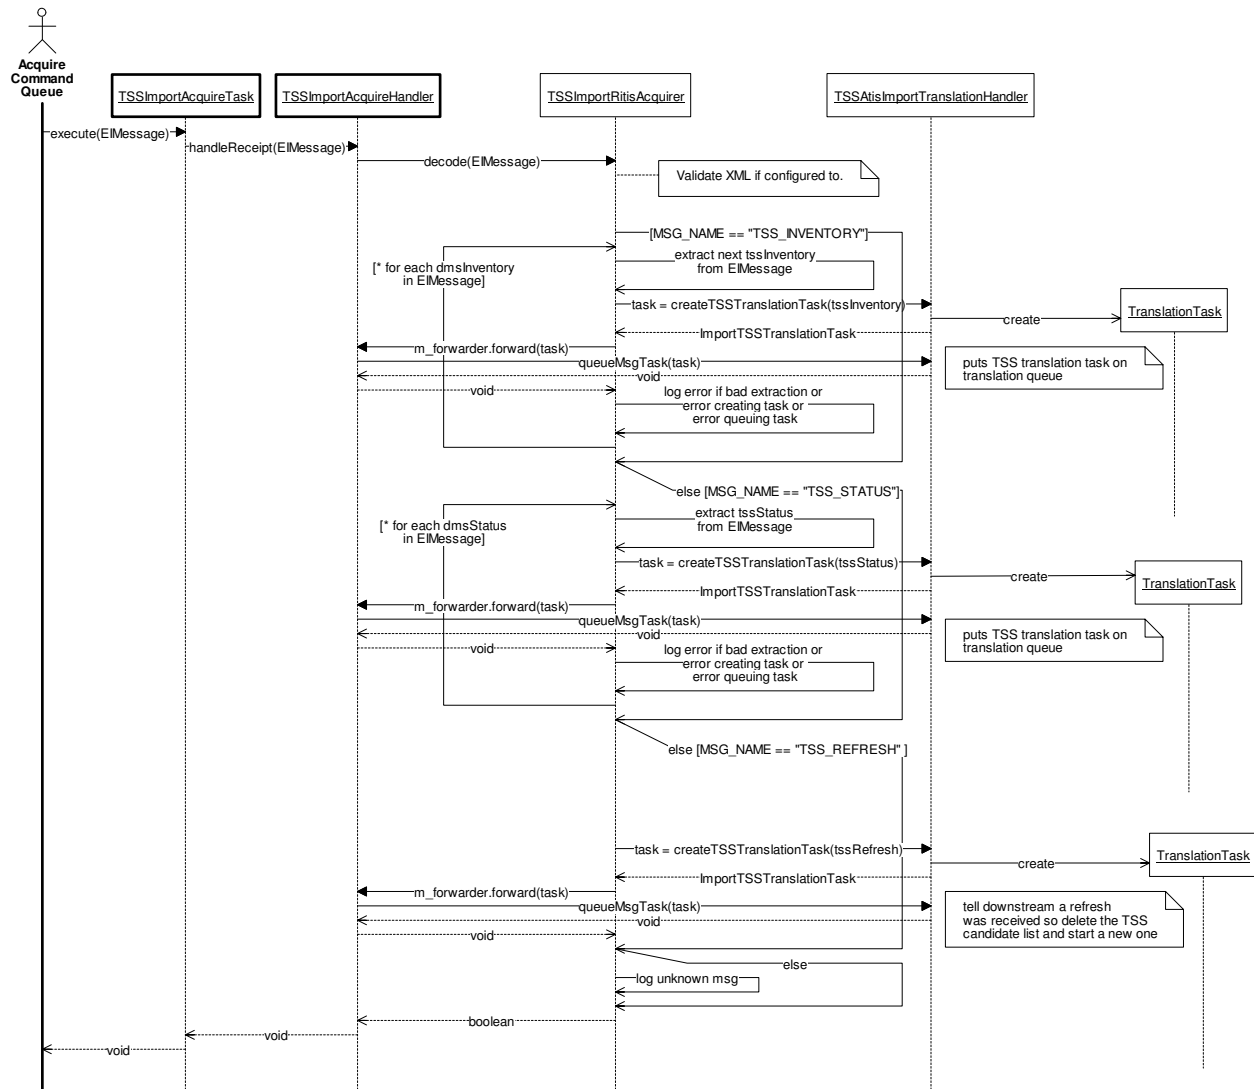 Acquire
Command
Queue
TSSImportAcquireTask
TSSImportAcquireHandler
TSSImportRitisAcquirer
TSSAtisImportTranslationHandler
execute(EIMessage)
handleReceipt(EIMessage)
decode(EIMessage)
Validate XML if configured to.
[MSG_NAME == "TSS_INVENTORY"]
[* for each dmsInventory
in EIMessage]
extract next tssInventory
from EIMessage
task = createTSSTranslationTask(tssInventory)
create
TranslationTask
ImportTSSTranslationTask
m_forwarder.forward(task)
queueMsgTask(task)
void
puts TSS translation task on
translation queue
void
log error if bad extraction or
error creating task or
error queuing task
else [MSG_NAME == "TSS_STATUS"]
[* for each dmsStatus
in EIMessage]
extract tssStatus
from EIMessage
task = createTSSTranslationTask(tssStatus)
create
TranslationTask
ImportTSSTranslationTask
m_forwarder.forward(task)
queueMsgTask(task)
void
puts TSS translation task on
translation queue
void
log error if bad extraction or
error creating task or
error queuing task
else [MSG_NAME == "TSS_REFRESH" ]
task = createTSSTranslationTask(tssRefresh)
create
TranslationTask
ImportTSSTranslationTask
m_forwarder.forward(task)
queueMsgTask(task)
void
tell downstream a refresh
was received so delete the TSS
candidate list and start a new one
void
else
log unknown msg
boolean
void
void